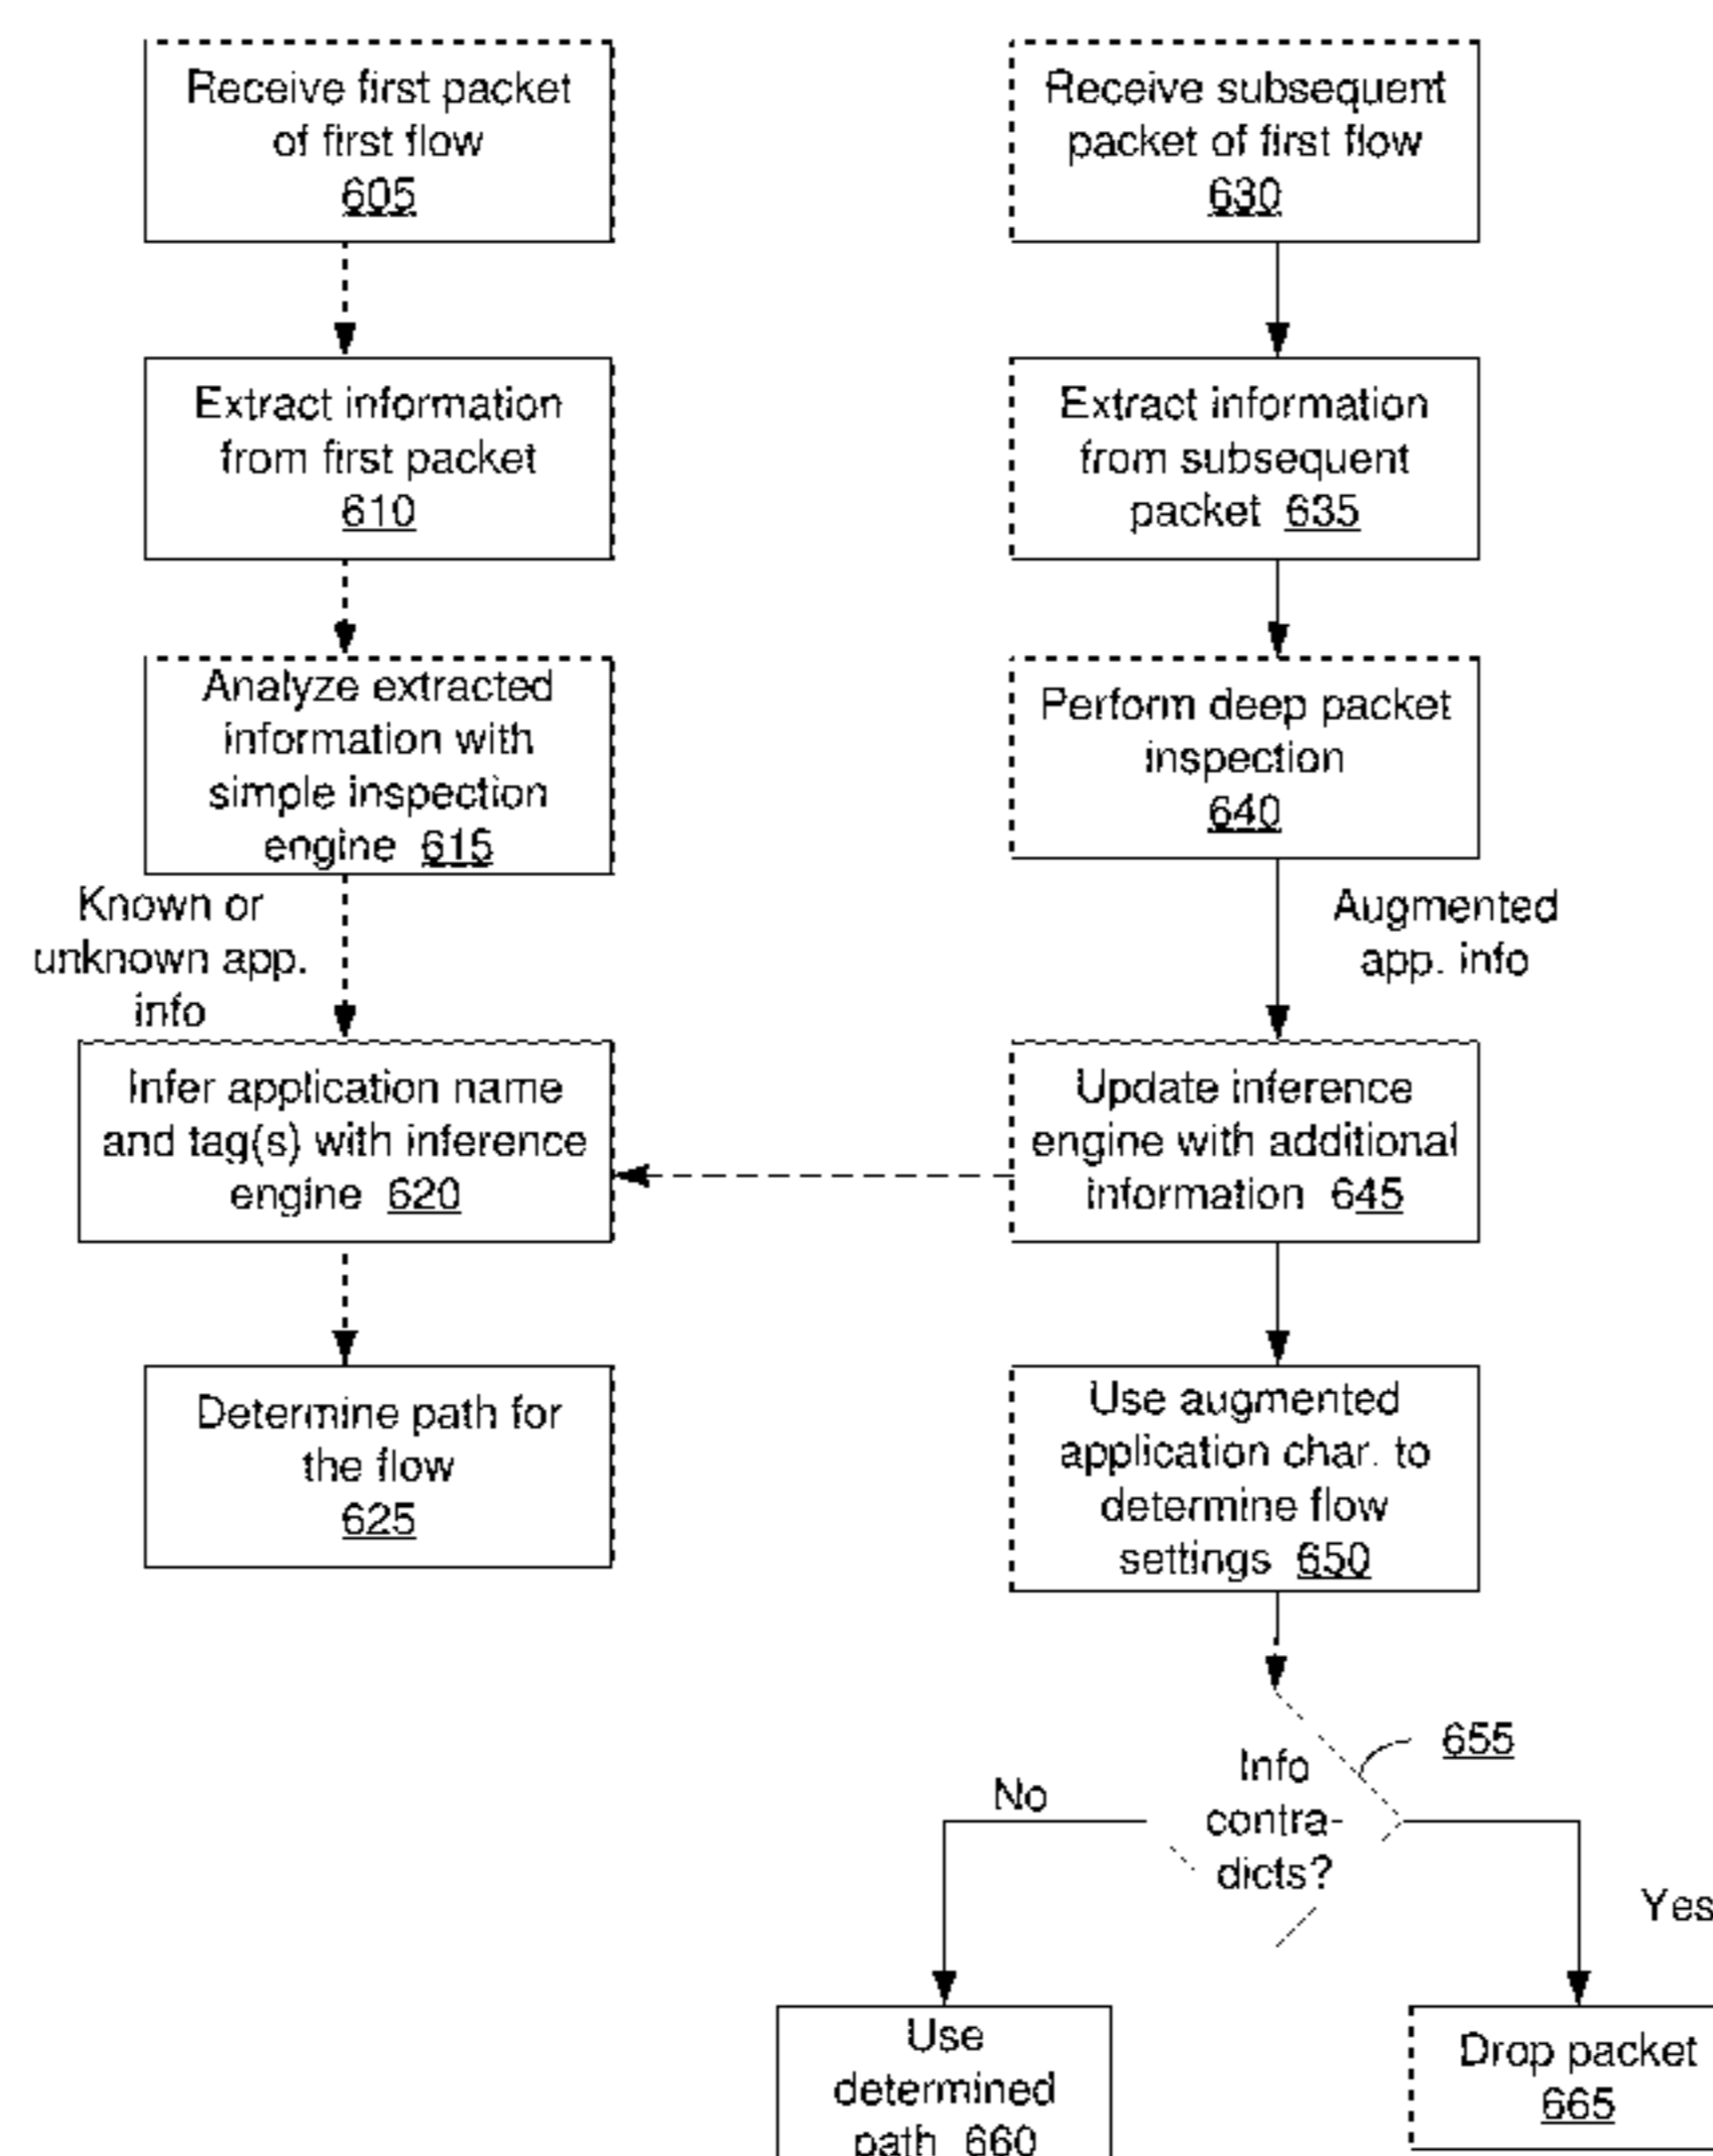 Receive first packet
of first flow
605
Extract information
from first packet
610
Analyze extracted
information with
simple inspection
engine 615
Known or
unknown app.
info
Infer application name
and tag(s) with inference
engine 620
Determine path for
the flow
625
Receive subsequent
packet of first flow
630
Extract information
from subsequent
packet 635
Perform deep packet
inspection
640
Augmented
app. info
Update inference
engine with additional
information 645
Use augmented
application char. to
determine flow
settings 650
655
Info
contra-
dicts?
No
Yes
Use
determined
path 660
Drop packet
665